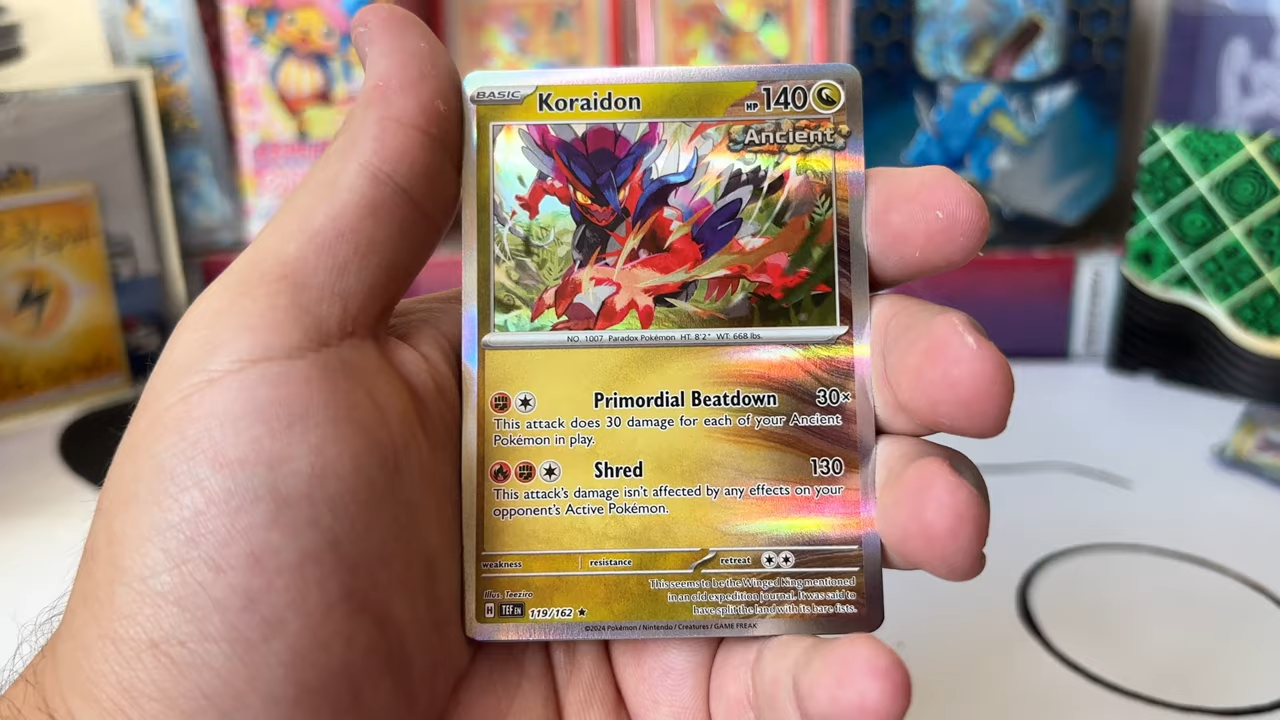 BASIC
Koraidon
HP 140
Ancient
NO. 1007 Paradox Pokémon HT: 8'2" WT: 668 lbs.
Primordial Beatdown 30×
This attack does 30 damage for each of your Ancient
Pokémon in play.
Shred 130
This attack's damage isn't affected by any effects on your
opponent's Active Pokémon.
weakness resistance retreat
This seems to be the Winged King mentioned
in an old expedition journal. It was said to
have split the land with its bare fists.
Illus. Teeziro
H TEF EN 119/162
©2024 Pokémon / Nintendo / Creatures / GAME FREAK